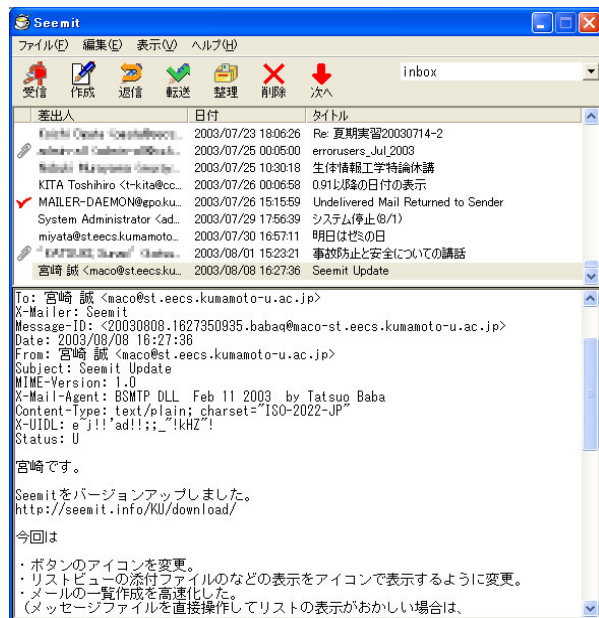 Seemit
ファイル(F) 編集(E) 表示(V) ヘルプ(H)
受信 作成 返信 転送 整理 削除 次へ inbox
差出人 日付 タイトル
2003/07/23 18:06:26 Re: 夏期実習20030714-2
2003/07/25 00:05:00 errorusers_Jul_2003
2003/07/25 10:30:18 生体情報工学特論休講
KITA Toshihiro <t-kita@cc... 2003/07/26 00:06:58 0.91以降の日付の表示
MAILER-DAEMON@gpo.ku... 2003/07/26 15:15:59 Undelivered Mail Returned to Sender
System Administrator <ad... 2003/07/29 17:56:39 システム停止(8/1)
miyata@st.eecs.kumamoto... 2003/07/30 16:57:11 明日はゼミの日
2003/08/01 15:23:21 事故防止と安全についての講話
宮崎 誠 <maco@st.eecs.ku... 2003/08/08 16:27:36 Seemit Update
To: 宮崎 誠 <maco@st.eecs.kumamoto-u.ac.jp>
X-Mailer: Seemit
Message-ID: <20030808.1627350935.babaq@maco-st.eecs.kumamoto-u.ac.jp>
Date: 2003/08/08 16:27:36
From: 宮崎 誠 <maco@st.eecs.kumamoto-u.ac.jp>
Subject: Seemit Update
MIME-Version: 1.0
X-Mail-Agent: BSMTP DLL Feb 11 2003 by Tatsuo Baba
Content-Type: text/plain; charset="ISO-2022-JP"
X-UIDL: e~j!!'ad!!;;_"!kHZ"!
Status: U
宮崎です。
Seemitをバージョンアップしました。
http://seemit.info/KU/download/
今回は
・ボタンのアイコンを変更。
・リストビューの添付ファイルのなどの表示をアイコンで表示するように変更。
・メールの一覧作成を高速化した。
（メッセージファイルを直接操作してリストの表示がおかしい場合は、